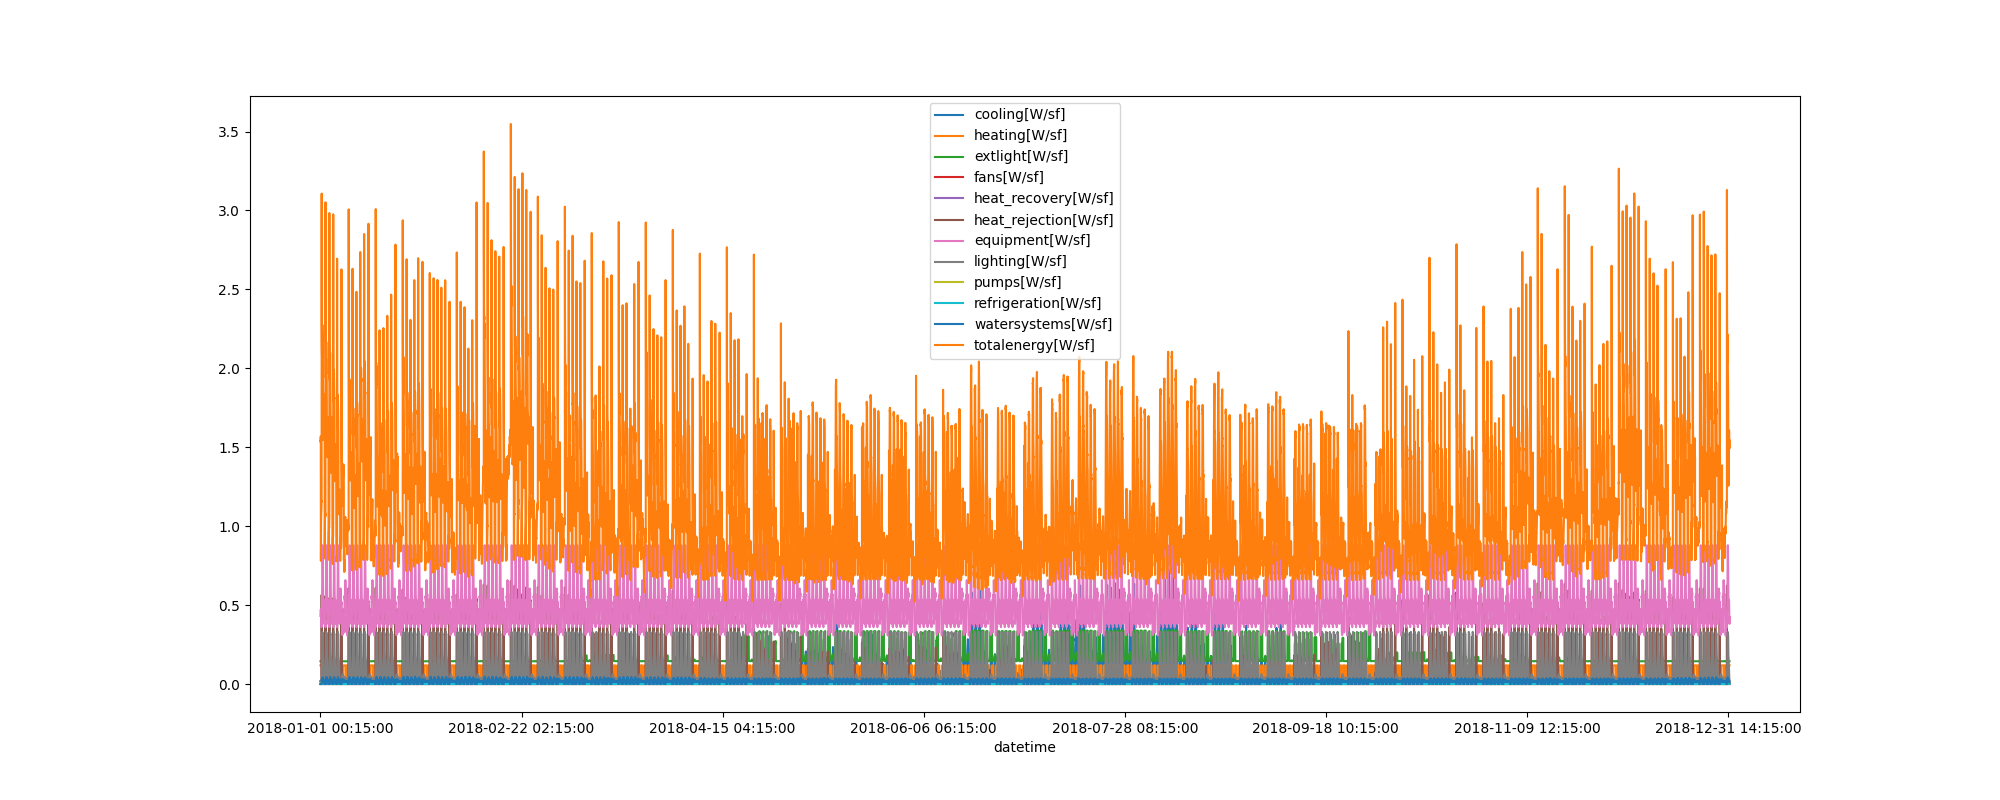 3.5
3.0
2.5
2.0
1.5
1.0
0.5
0.0
cooling[W/sf]
heating[W/sf]
extlight[W/sf]
fans[W/sf]
heat_recovery[W/sf]
heat_rejection[W/sf]
equipment[W/sf]
lighting[W/sf]
pumps[W/sf]
refrigeration[W/sf]
watersystems[W/sf]
totalenergy[W/sf]
2018-01-01 00:15:00 2018-02-22 02:15:00 2018-04-15 04:15:00 2018-06-06 06:15:00 2018-07-28 08:15:00 2018-09-18 10:15:00 2018-11-09 12:15:00 2018-12-31 14:15:00
datetime